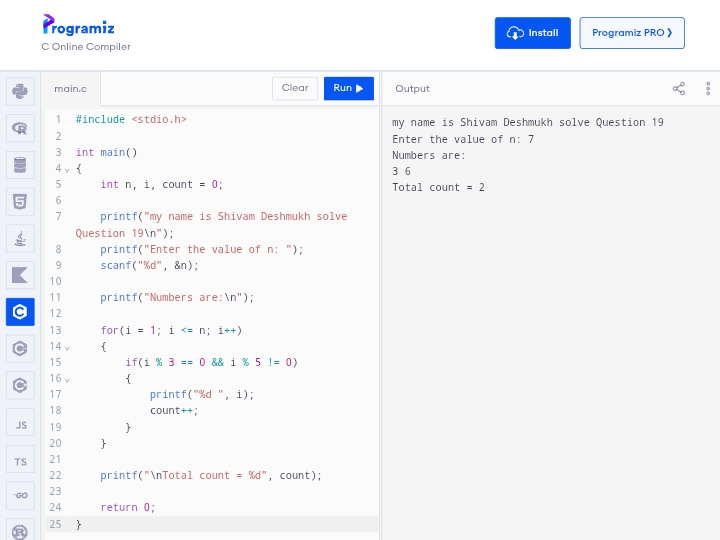 Programiz
C Online Compiler
Install
Programiz PRO ❯
main.c
Clear
Run ▶
Output
1 #include <stdio.h>
2
3 int main()
4 {
5     int n, i, count = 0;
6
7     printf("my name is Shivam Deshmukh solve
Question 19\n");
8     printf("Enter the value of n: ");
9     scanf("%d", &n);
10
11     printf("Numbers are:\n");
12
13     for(i = 1; i <= n; i++)
14     {
15         if(i % 3 == 0 && i % 5 != 0)
16         {
17             printf("%d ", i);
18             count++;
19         }
20     }
21
22     printf("\nTotal count = %d", count);
23
24     return 0;
25 }
my name is Shivam Deshmukh solve Question 19
Enter the value of n: 7
Numbers are:
3 6
Total count = 2
R
5
C
C
C
JS
TS
GO